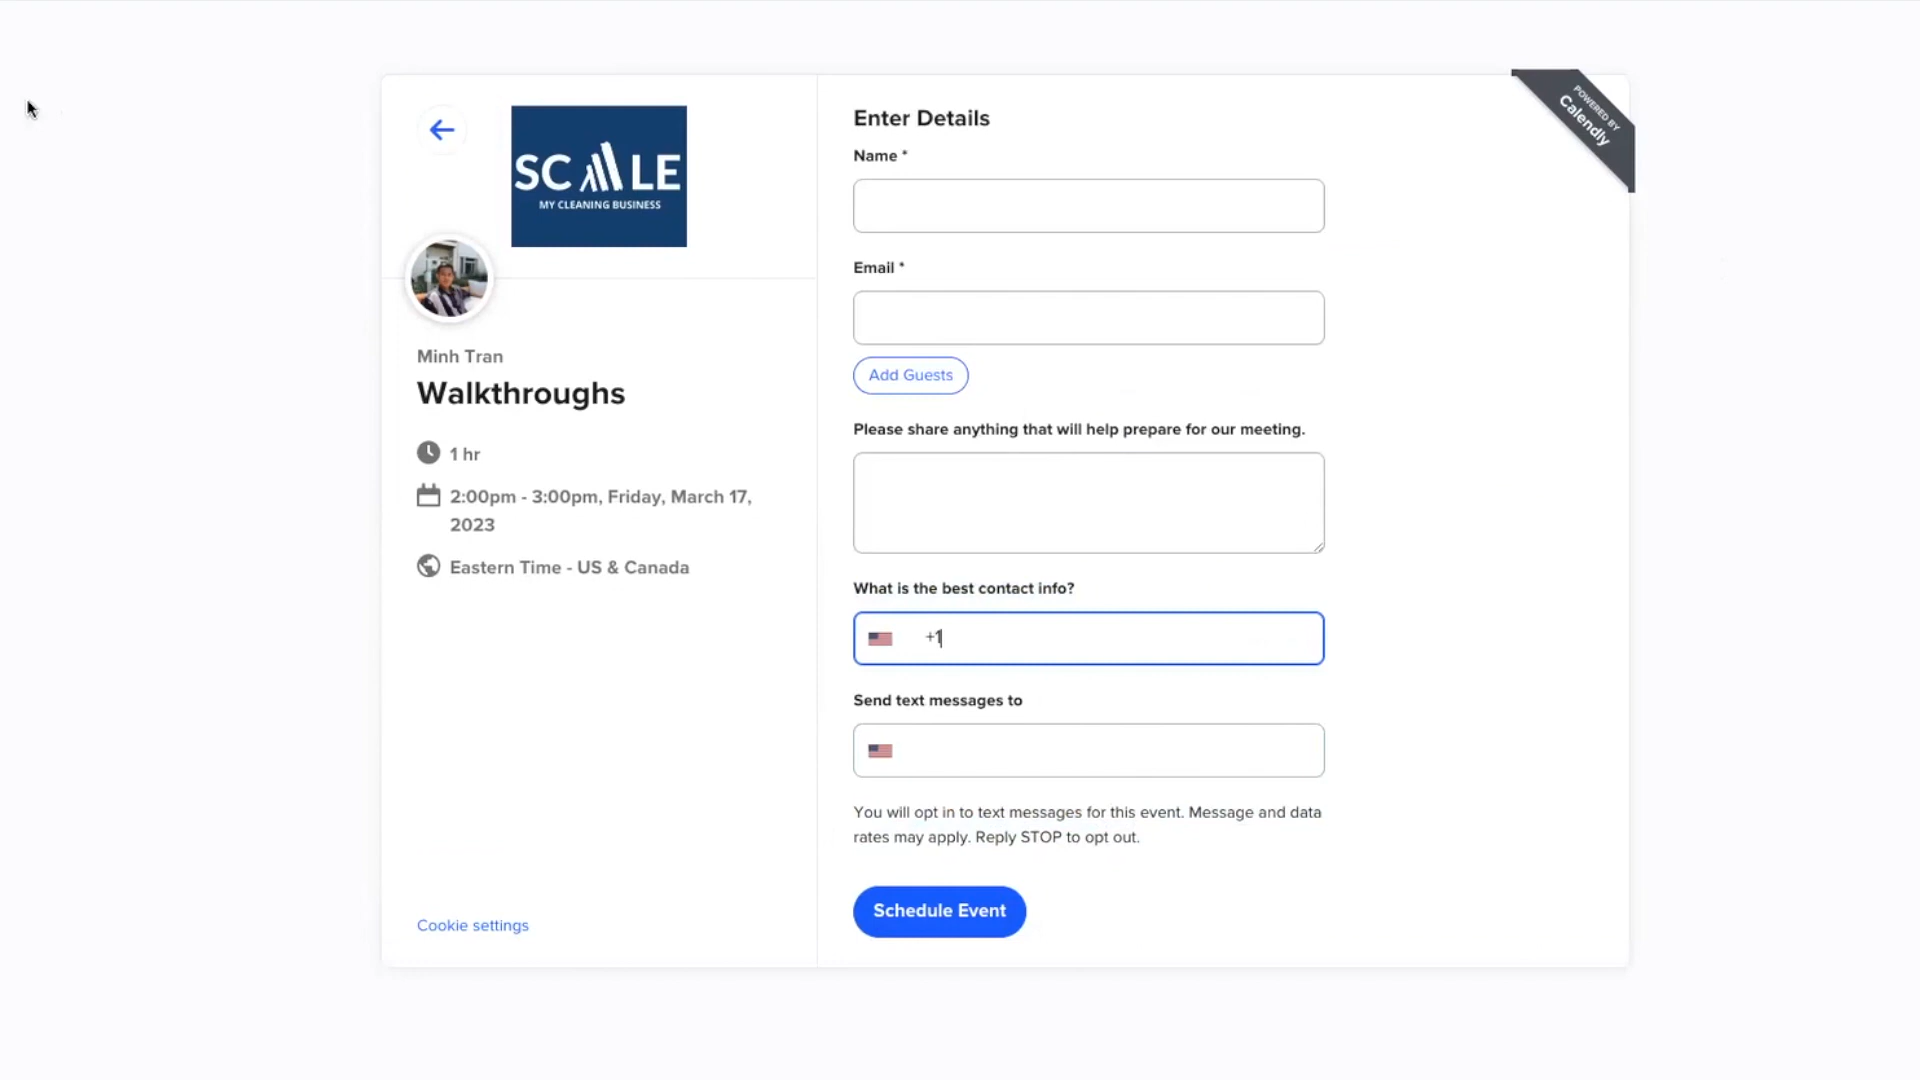 SCALE
MY CLEANING BUSINESS
Minh Tran
Walkthroughs
1 hr
2:00pm - 3:00pm, Friday, March 17,
2023
Eastern Time - US & Canada
Cookie settings
Enter Details
Name *
Email *
Add Guests
Please share anything that will help prepare for our meeting.
What is the best contact info?
+1
Send text messages to
You will opt in to text messages for this event. Message and data
rates may apply. Reply STOP to opt out.
Schedule Event
POWERED BY
Calendly